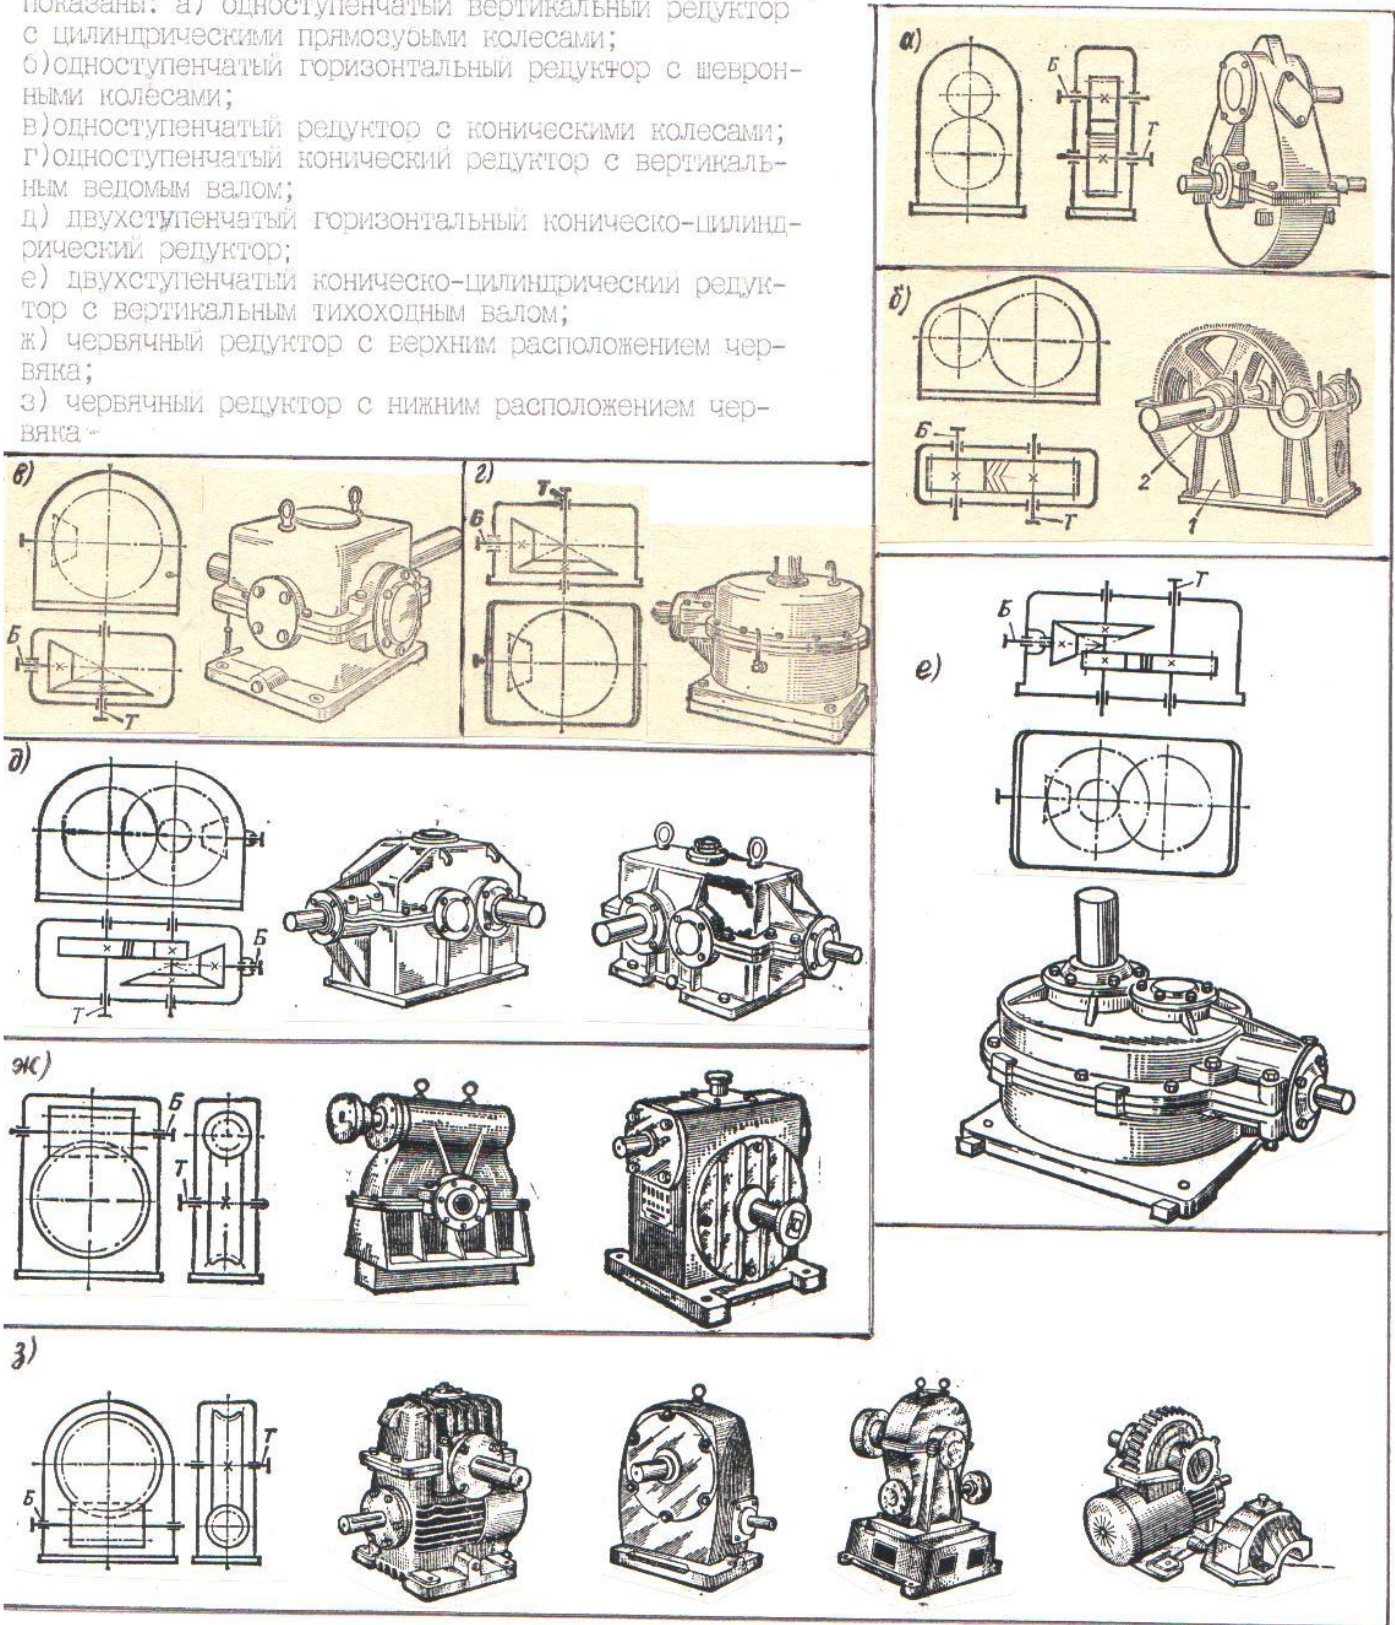 показаны: а) одноступенчатый вертикальный редуктор
с цилиндрическими прямозубыми колесами;
б)одноступенчатый горизонтальный редуктор с шеврон-
ными колесами;
в)одноступенчатый редуктор с коническими колесами;
г)одноступенчатый конический редуктор с вертикаль-
ным ведомым валом;
д) двухступенчатый горизонтальный коническо-цилинд-
рический редуктор;
е) двухступенчатый коническо-цилиндрический редук-
тор с вертикальным тихоходным валом;
ж) червячный редуктор с верхним расположением чер-
вяка;
з) червячный редуктор с нижним расположением чер-
вяка
а)
Б
Т
б)
Б
Т
2
1
в)
Б
Т
г)
Т
Б
е)
Т
Б
д)
Б
Т
ж)
Б
Т
з)
Т
Б